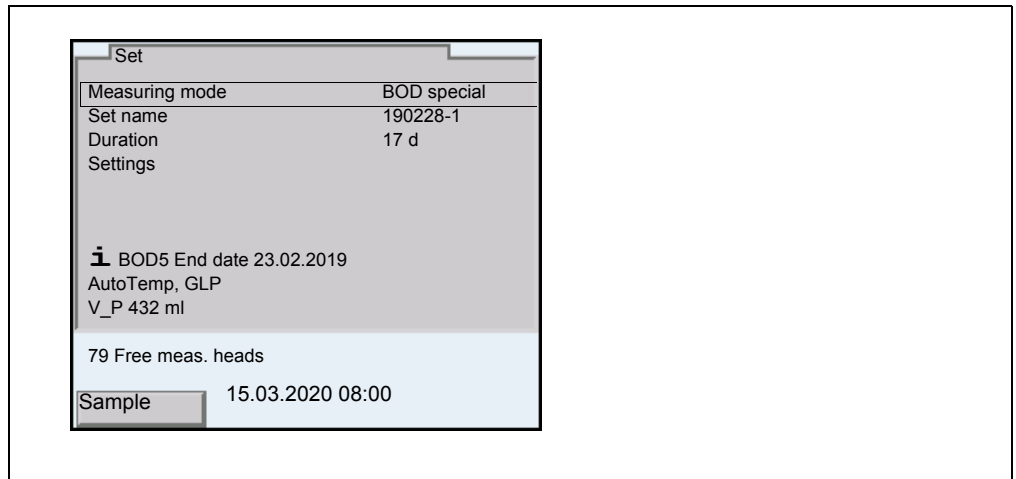 Set
Measuring mode BOD special
Set name 190228-1
Duration 17 d
Settings
i BOD5 End date 23.02.2019
AutoTemp, GLP
V_P 432 ml
79 Free meas. heads
Sample 15.03.2020 08:00